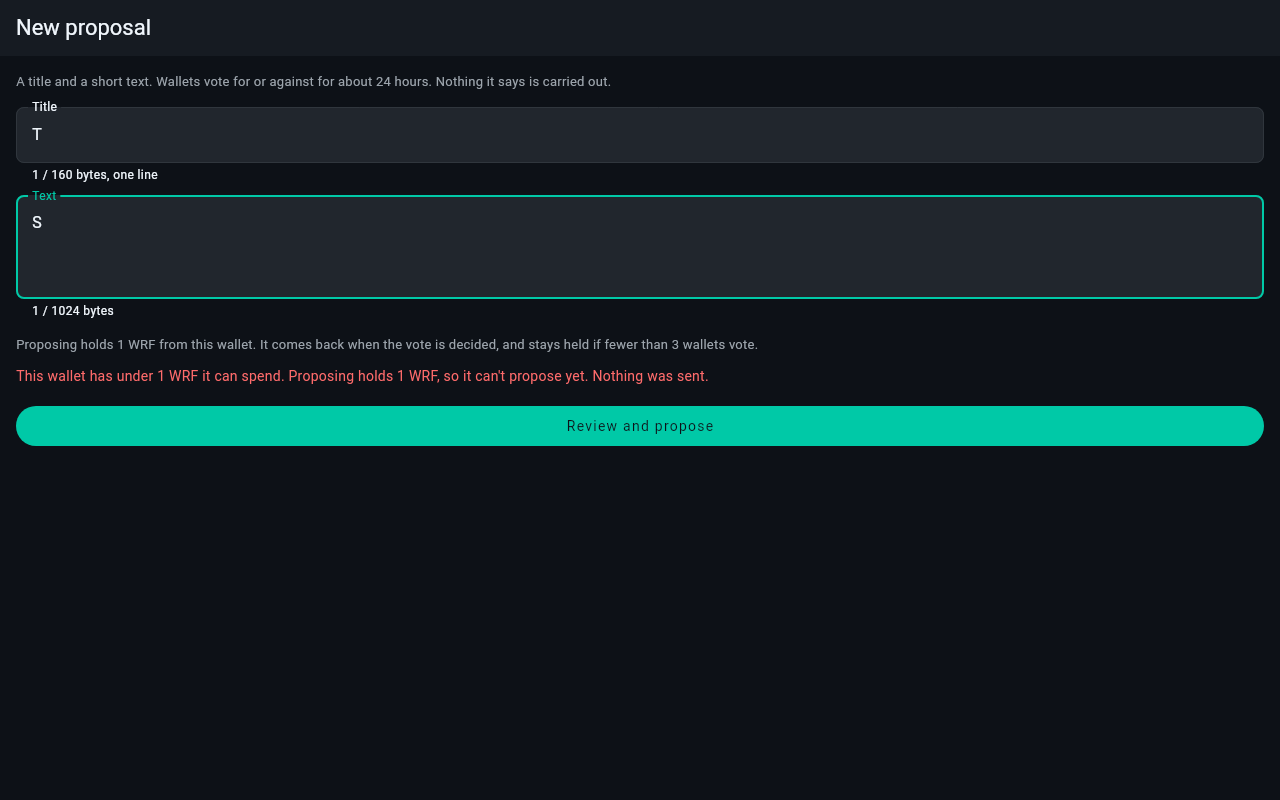 New proposal
A title and a short text. Wallets vote for or against for about 24 hours. Nothing it says is carried out.
Title
T
1 / 160 bytes, one line
Text
S
1 / 1024 bytes
Proposing holds 1 WRF from this wallet. It comes back when the vote is decided, and stays held if fewer than 3 wallets vote.
This wallet has under 1 WRF it can spend. Proposing holds 1 WRF, so it can't propose yet. Nothing was sent.
Review and propose